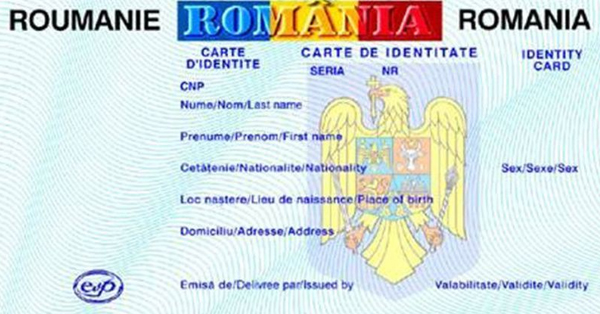 ROUMANIE ROMÂNIA ROMANIA
CARTE D'IDENTITE CARTE DE IDENTITATE IDENTITY CARD
SERIA NR
CNP
Nume/Nom/Last name
Prenume/Prenom/First name
Cetăţenie/Nationalite/Nationality Sex/Sexe/Sex
Loc naştere/Lieu de naissance/Place of birth
Domiciliu/Adresse/Address
Emisă de/Delivree par/Issued by Valabilitate/Validite/Validity